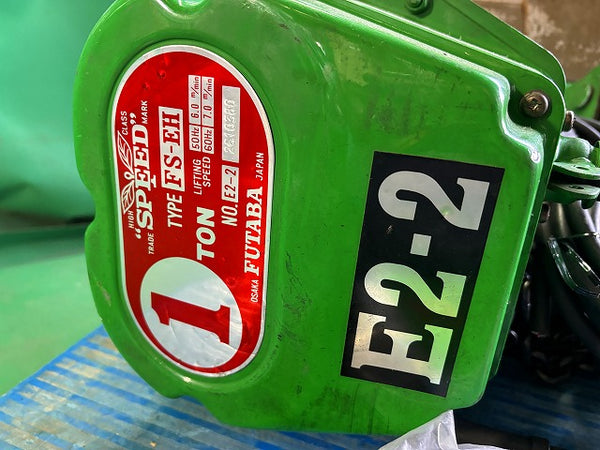 HIGH CLASS
"SPEED"
TRADE MARK
TYPE FS-EH
1 TON
LIFTING SPEED
50Hz 6.0 m/min
60Hz 7.0 m/min
NO. E2-2
OSAKA FUTABA JAPAN
E2-2